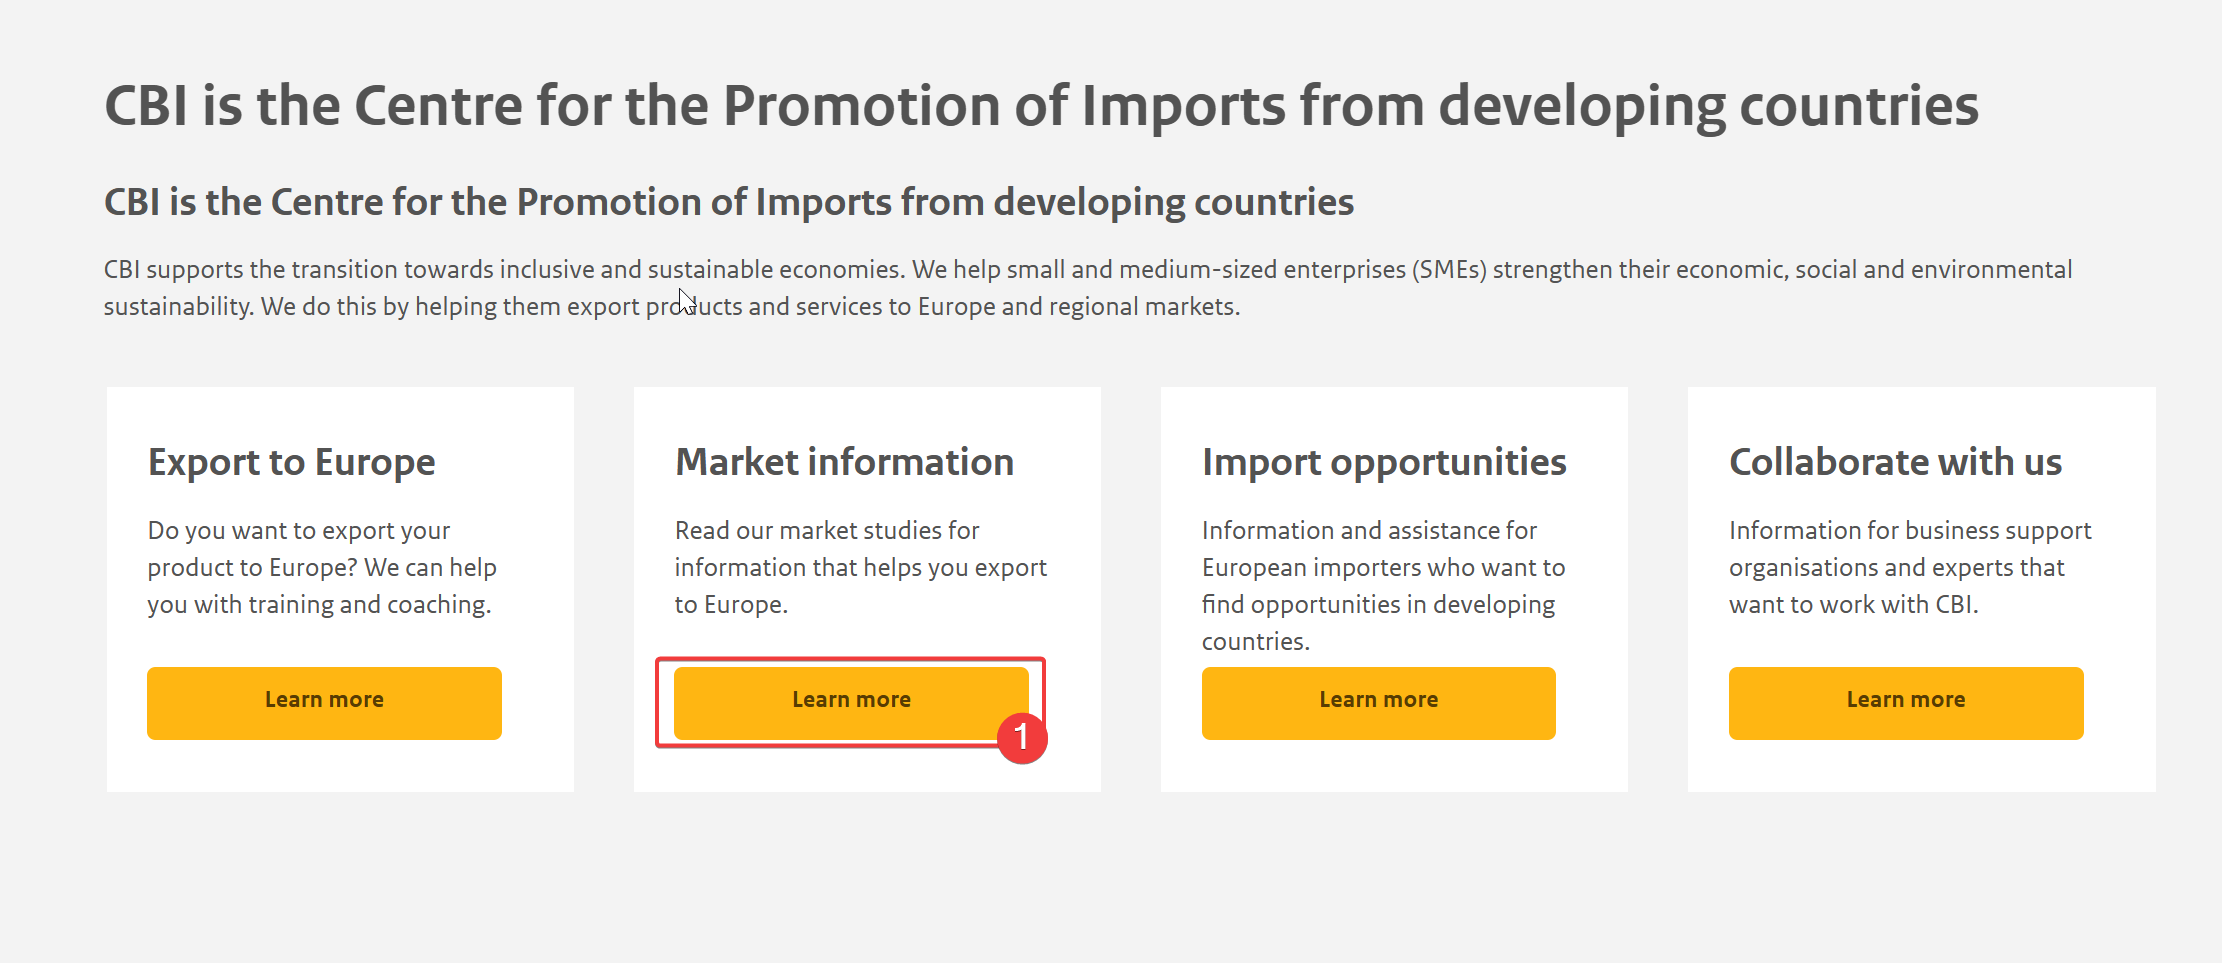 CBI is the Centre for the Promotion of Imports from developing countries
CBI is the Centre for the Promotion of Imports from developing countries
CBI supports the transition towards inclusive and sustainable economies. We help small and medium-sized enterprises (SMEs) strengthen their economic, social and environmental
sustainability. We do this by helping them export products and services to Europe and regional markets.
Export to Europe
Do you want to export your
product to Europe? We can help
you with training and coaching.
Learn more
Market information
Read our market studies for
information that helps you export
to Europe.
Learn more
1
Import opportunities
Information and assistance for
European importers who want to
find opportunities in developing
countries.
Learn more
Collaborate with us
Information for business support
organisations and experts that
want to work with CBI.
Learn more